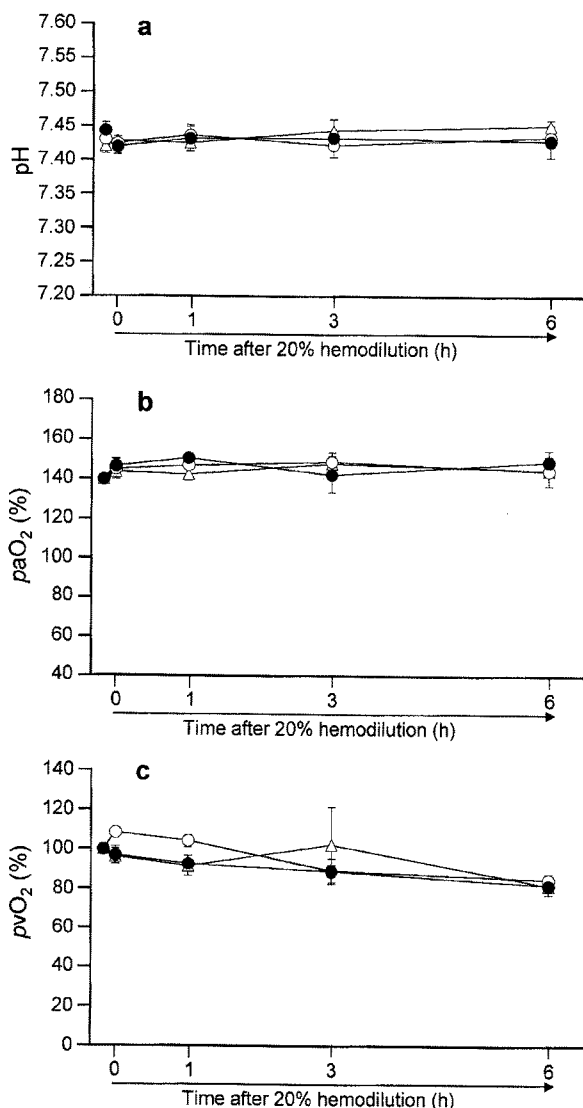 a
7.60
7.55
7.50
7.45
7.40
7.35
7.30
7.25
7.20
pH
0 1 3 6
Time after 20% hemodilution (h)
b
180
160
140
120
100
80
60
40
paO₂ (%)
0 1 3 6
Time after 20% hemodilution (h)
c
140
120
100
80
60
40
20
0
pvO₂ (%)
0 1 3 6
Time after 20% hemodilution (h)